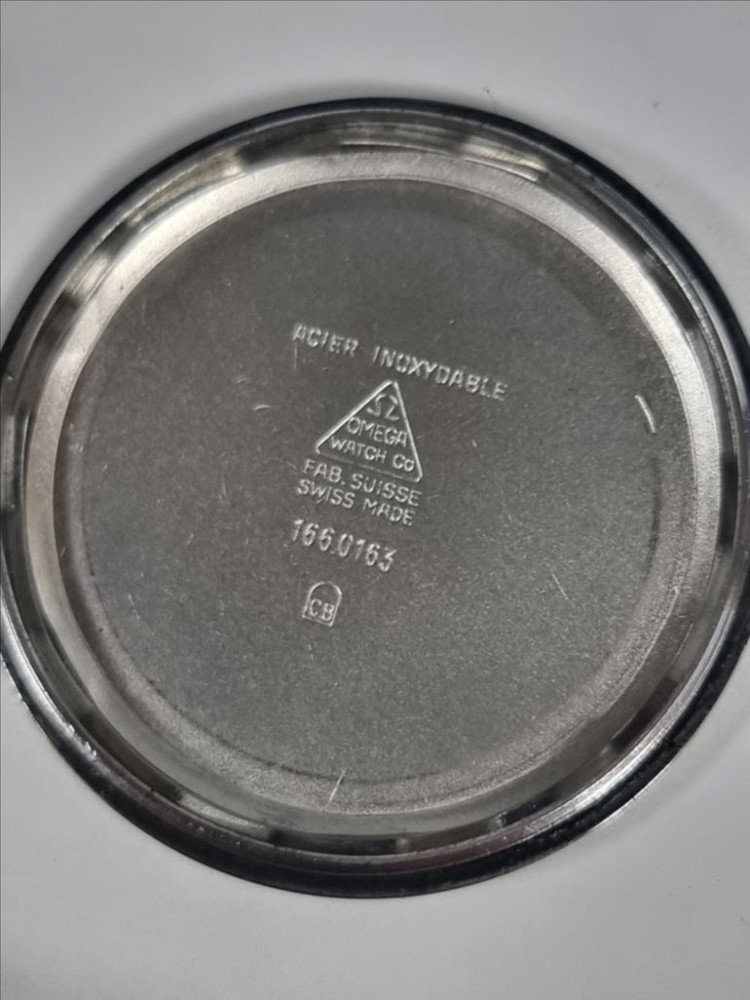 ACIER INOXYDABLE
Ω
OMEGA
WATCH Co
FAB. SUISSE
SWISS MADE
166.0163
CB